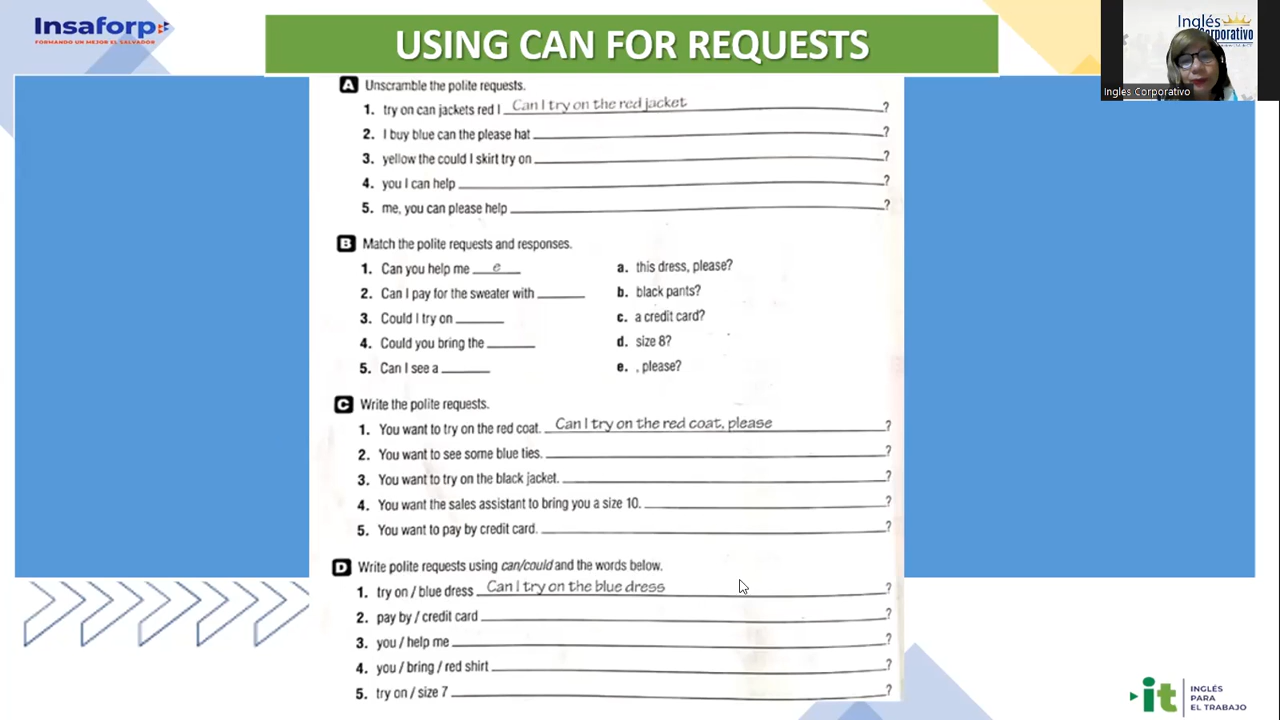 Insaforp
FORMANDO UN MEJOR EL SALVADOR
USING CAN FOR REQUESTS
Inglés
Corporativo
Ingles Corporativo
A Unscramble the polite requests.
1. try on can jackets red I Can I try on the red jacket ?
2. I buy blue can the please hat ?
3. yellow the could I skirt try on ?
4. you I can help ?
5. me, you can please help ?
B Match the polite requests and responses.
1. Can you help me e
a. this dress, please?
2. Can I pay for the sweater with
b. black pants?
3. Could I try on
c. a credit card?
4. Could you bring the
d. size 8?
5. Can I see a
e. , please?
C Write the polite requests.
1. You want to try on the red coat. Can I try on the red coat, please ?
2. You want to see some blue ties. ?
3. You want to try on the black jacket. ?
4. You want the sales assistant to bring you a size 10. ?
5. You want to pay by credit card. ?
D Write polite requests using can/could and the words below.
1. try on / blue dress Can I try on the blue dress ?
2. pay by / credit card ?
3. you / help me ?
4. you / bring / red shirt ?
5. try on / size 7 ?
it
INGLÉS
PARA
EL TRABAJO